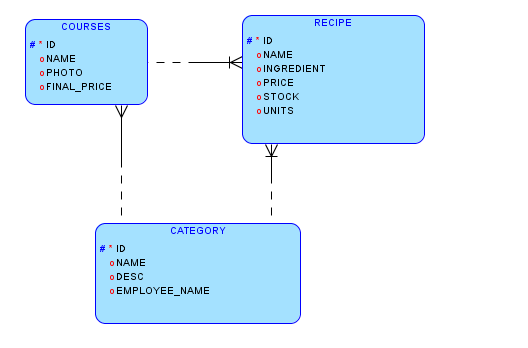 COURSES
# * ID
o NAME
o PHOTO
o FINAL_PRICE
RECIPE
# * ID
o NAME
o INGREDIENT
o PRICE
o STOCK
o UNITS
CATEGORY
# * ID
o NAME
o DESC
o EMPLOYEE_NAME